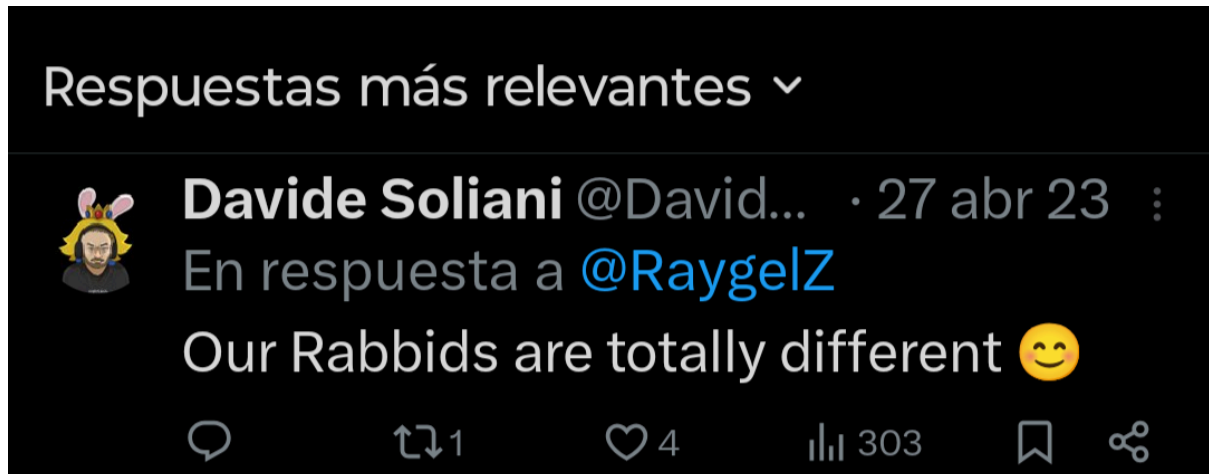 Respuestas más relevantes
Davide Soliani @David... · 27 abr 23
En respuesta a @RaygelZ
Our Rabbids are totally different 😊
1 4 303